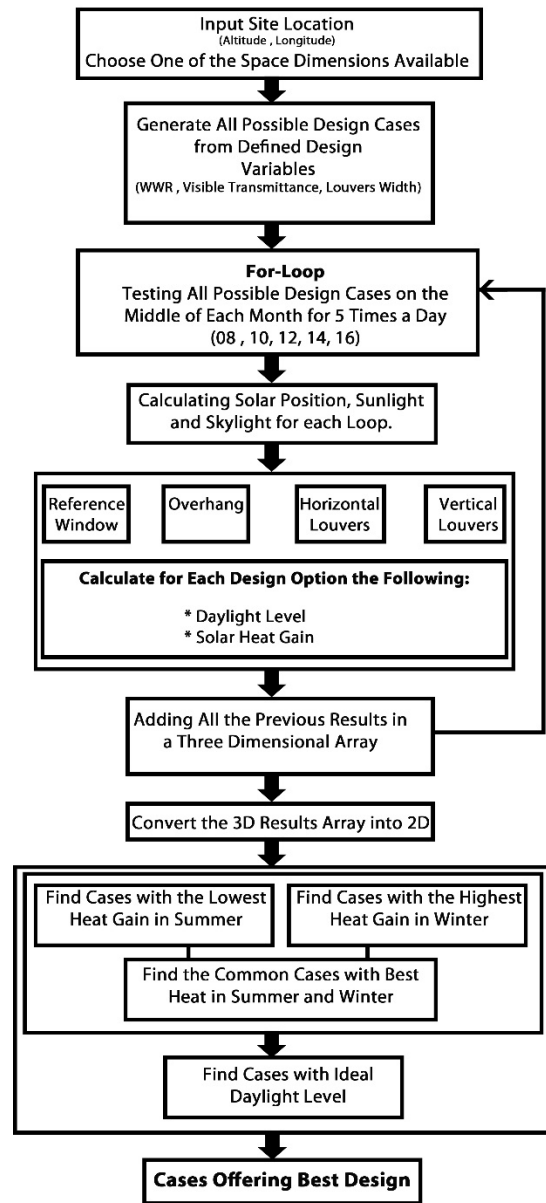 Input Site Location
(Altitude , Longitude)
Choose One of the Space Dimensions Available
Generate All Possible Design Cases
from Defined Design
Variables
(WWR , Visible Transmittance, Louvers Width)
For-Loop
Testing All Possible Design Cases on the
Middle of Each Month for 5 Times a Day
(08 , 10, 12, 14, 16)
Calculating Solar Position, Sunlight
and Skylight for each Loop.
Reference
Window
Overhang
Horizontal
Louvers
Vertical
Louvers
Calculate for Each Design Option the Following:
* Daylight Level
* Solar Heat Gain
Adding All the Previous Results in
a Three Dimensional Array
Convert the 3D Results Array into 2D
Find Cases with the Lowest
Heat Gain in Summer
Find Cases with the Highest
Heat Gain in Winter
Find the Common Cases with Best
Heat in Summer and Winter
Find Cases with Ideal
Daylight Level
Cases Offering Best Design